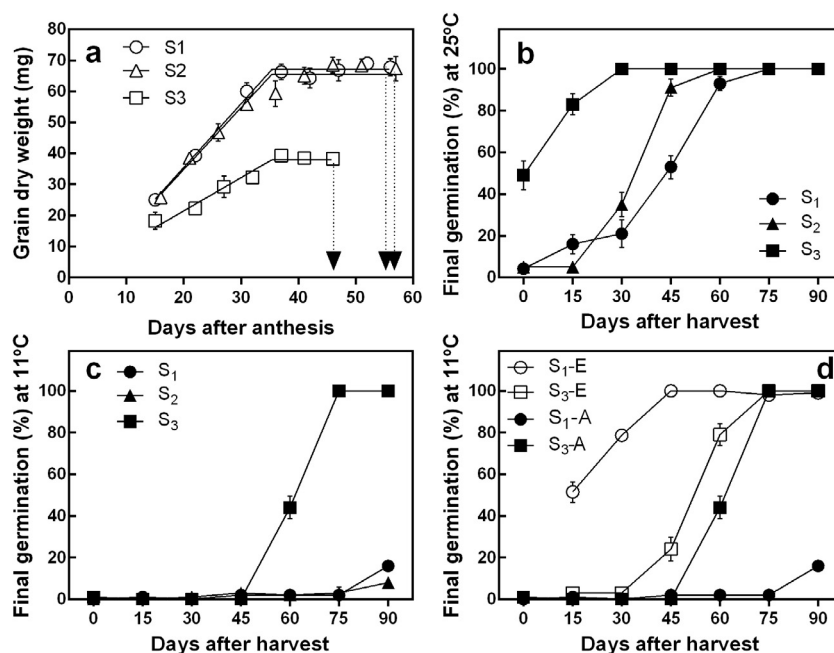 a
S1
S2
S3
Grain dry weight (mg)
80
70
60
50
40
30
20
10
0
0 10 20 30 40 50 60
Days after anthesis
b
Final germination (%) at 25ºC
100
80
60
40
20
0
S1
S2
S3
0 15 30 45 60 75 90
Days after harvest
c
S1
S2
S3
Final germination (%) at 11ºC
100
80
60
40
20
0
0 15 30 45 60 75 90
Days after harvest
d
S1-E
S3-E
S1-A
S3-A
Final germination (%) at 11ºC
100
80
60
40
20
0
0 15 30 45 60 75 90
Days after harvest